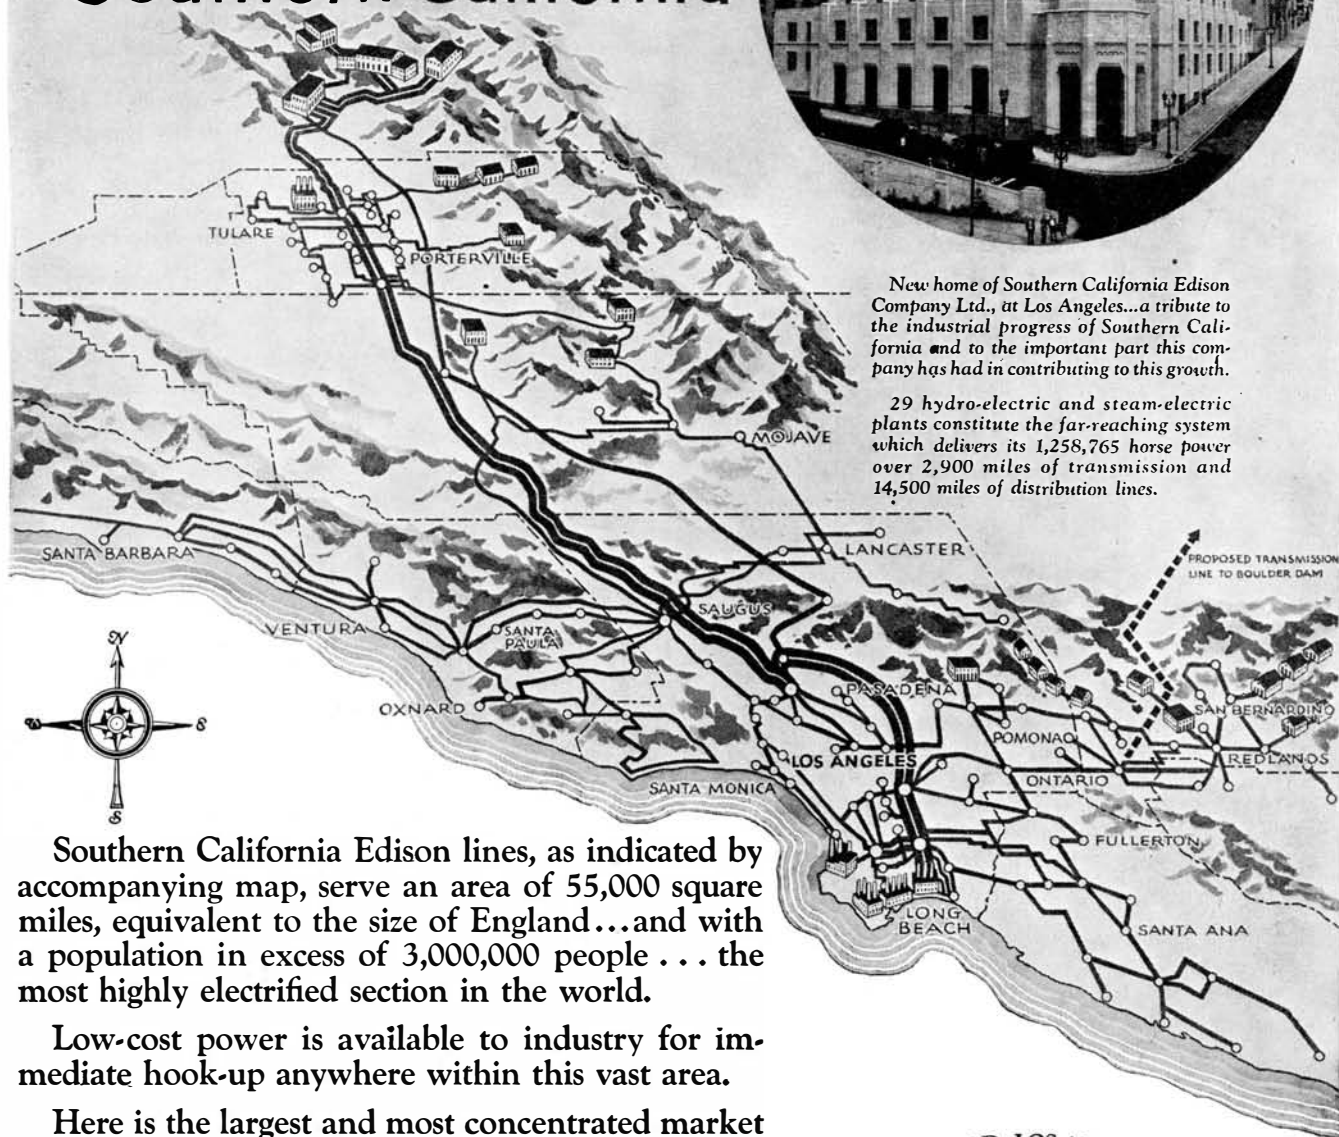 Southern California
TULARE
PORTERVILLE
New home of Southern California Edison
Company Ltd., at Los Angeles...a tribute to
the industrial progress of Southern Cali-
fornia and to the important part this com-
pany has had in contributing to this growth.
29 hydro-electric and steam-electric
plants constitute the far-reaching system
which delivers its 1,258,765 horse power
over 2,900 miles of transmission and
14,500 miles of distribution lines.
MOJAVE
SANTA BARBARA
LANCASTER
PROPOSED TRANSMISSION
LINE TO BOULDER DAM
SAUGUS
VENTURA
SANTA
PAULA
N
S
S
OXNARD
PASADENA
SAN BERNARDINO
POMONA
LOS ANGELES
REDLANDS
SANTA MONICA
ONTARIO
FULLERTON
LONG
BEACH
SANTA ANA
Southern California Edison lines, as indicated by
accompanying map, serve an area of 55,000 square
miles, equivalent to the size of England...and with
a population in excess of 3,000,000 people . . . the
most highly electrified section in the world.
Low-cost power is available to industry for im-
mediate hook-up anywhere within this vast area.
Here is the largest and most concentrated market